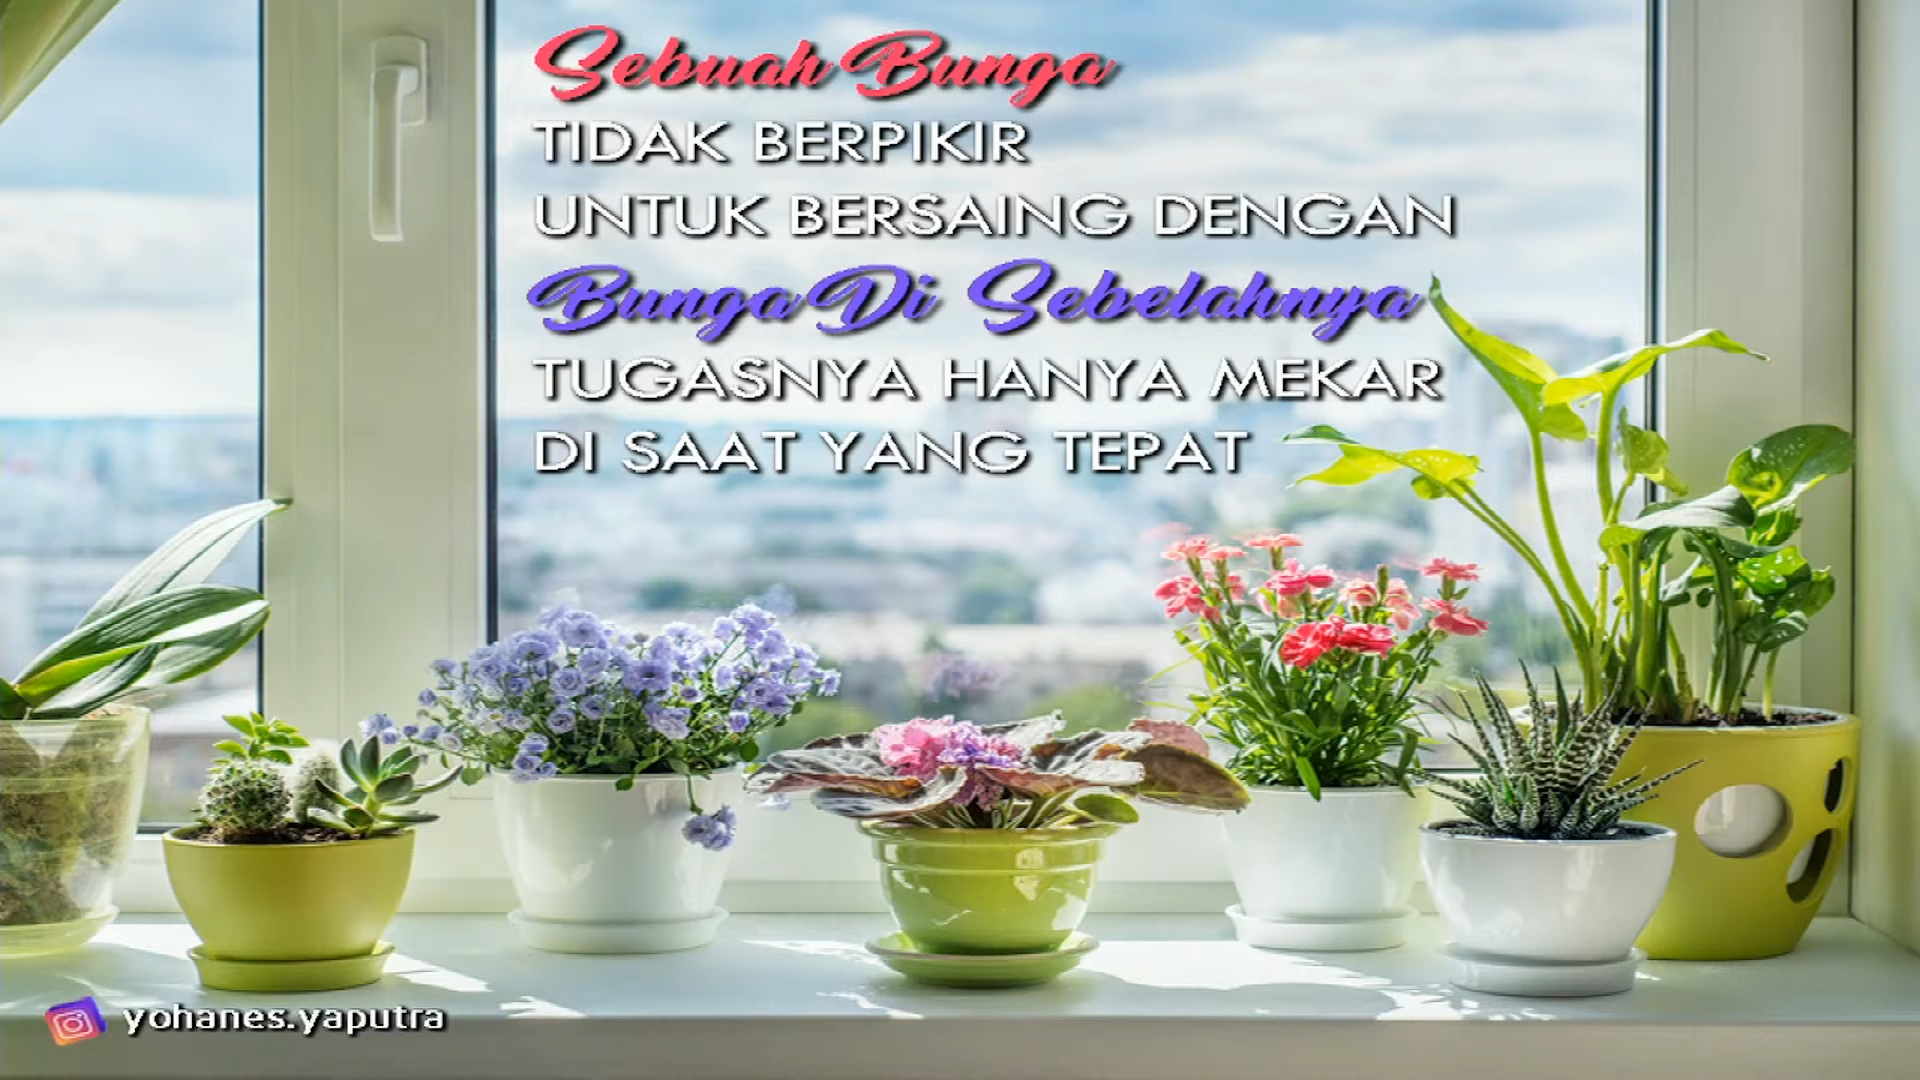 Sebuah Bunga
TIDAK BERPIKIR
UNTUK BERSAING DENGAN
Bunga Di Sebelahnya
TUGASNYA HANYA MEKAR
DI SAAT YANG TEPAT
yohanes.yaputra